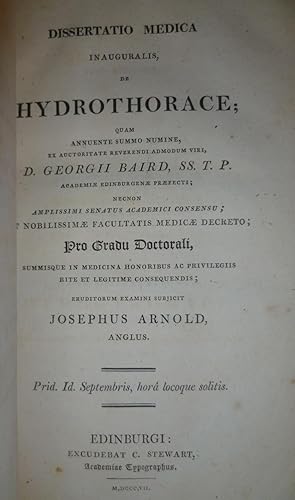 DISSERTATIO MEDICA
INAUGURALIS,
DE
HYDROTHORACE;
QUAM
ANNUENTE SUMMO NUMINE,
EX AUCTORITATE REVERENDI ADMODUM VIRI,
D. GEORGII BAIRD, SS. T. P.
ACADEMIÆ EDINBURGENÆ PRÆFECTI;
NECNON
AMPLISSIMI SENATUS ACADEMICI CONSENSU;
ET NOBILISSIMÆ FACULTATIS MEDICÆ DECRETO;
Pro Gradu Doctorali,
SUMMISQUE IN MEDICINA HONORIBUS AC PRIVILEGIIS
RITE ET LEGITIME CONSEQUENDIS;
ERUDITORUM EXAMINI SUBJICIT
JOSEPHUS ARNOLD,
ANGLUS.
Prid. Id. Septembris, horâ locoque solitis.
EDINBURGI:
EXCUDEBAT C. STEWART,
Academiæ Typographus.
M.DCCC.VII.